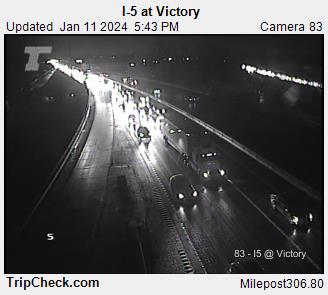 I-5 at Victory
Updated Jan 11 2024 5:43 PM Camera 83
S
83 - I5 @ Victory
TripCheck.com Milepost306.80